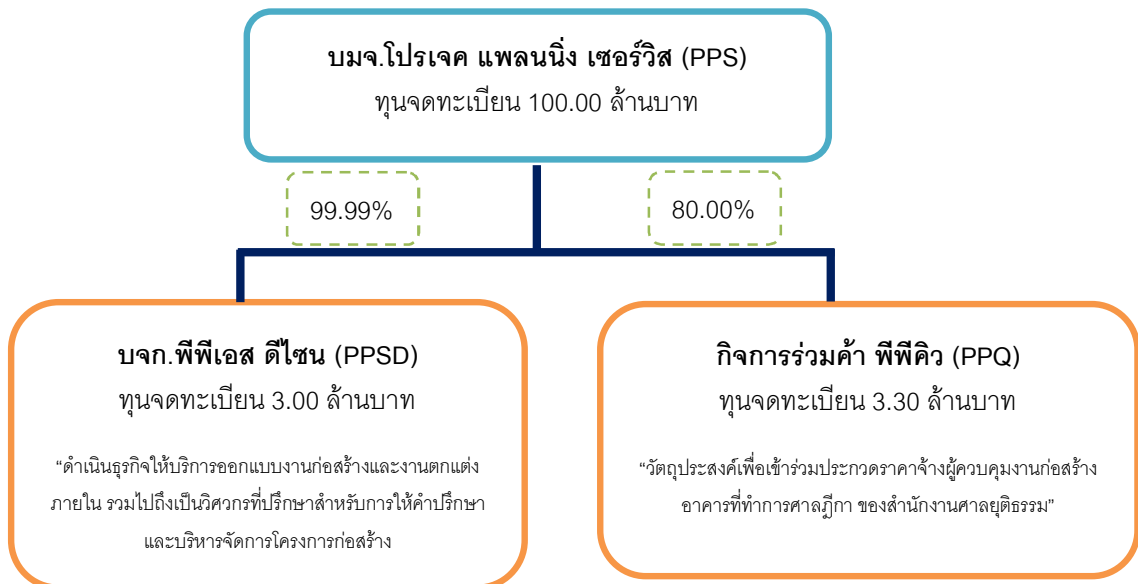 บมจ.โปรเจค แพลนนิ่ง เซอร์วิส (PPS)
ทุนจดทะเบียน 100.00 ล้านบาท
99.99%
80.00%
บจก.พีพีเอส ดีไซน (PPSD)
ทุนจดทะเบียน 3.00 ล้านบาท
“ดำเนินธุรกิจให้บริการออกแบบงานก่อสร้างและงานตกแต่ง
ภายใน รวมไปถึงเป็นวิศวกรที่ปรึกษาสำหรับการให้คำปรึกษา
และบริหารจัดการโครงการก่อสร้าง
กิจการร่วมค้า พีพีคิว (PPQ)
ทุนจดทะเบียน 3.30 ล้านบาท
“วัตถุประสงค์เพื่อเข้าร่วมประกวดราคาจ้างผู้ควบคุมงานก่อสร้าง
อาคารที่ทำการศาลฎีกา ของสำนักงานศาลยุติธรรม”